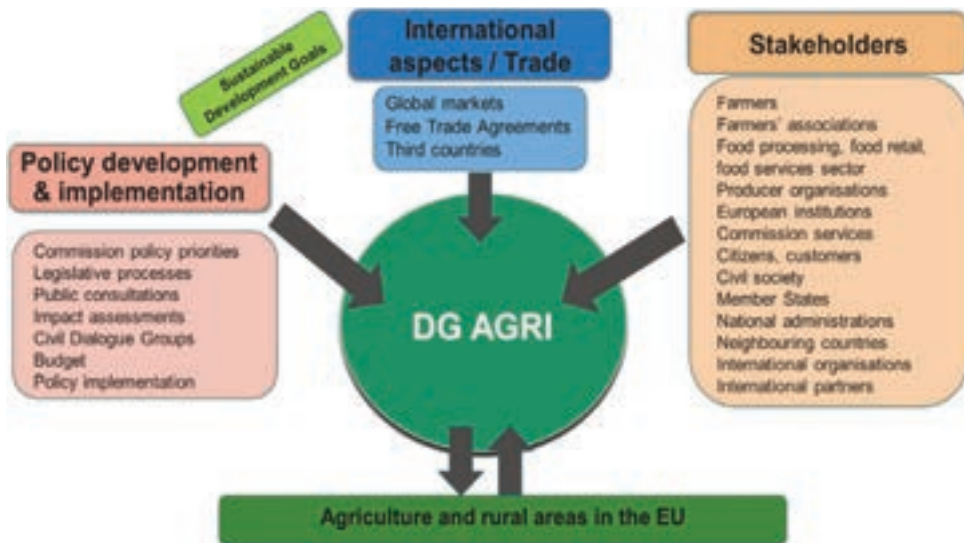 Sustainable
Development Goals
International
aspects / Trade
Global markets
Free Trade Agreements
Third countries
Stakeholders
Farmers
Farmers' associations
Food processing, food retail,
food services sector
Producer organisations
European institutions
Commission services
Citizens, customers
Civil society
Member States
National administrations
Neighbouring countries
International organisations
International partners
Policy development
& implementation
Commission policy priorities
Legislative processes
Public consultations
Impact assessments
Civil Dialogue Groups
Budget
Policy implementation
DG AGRI
Agriculture and rural areas in the EU